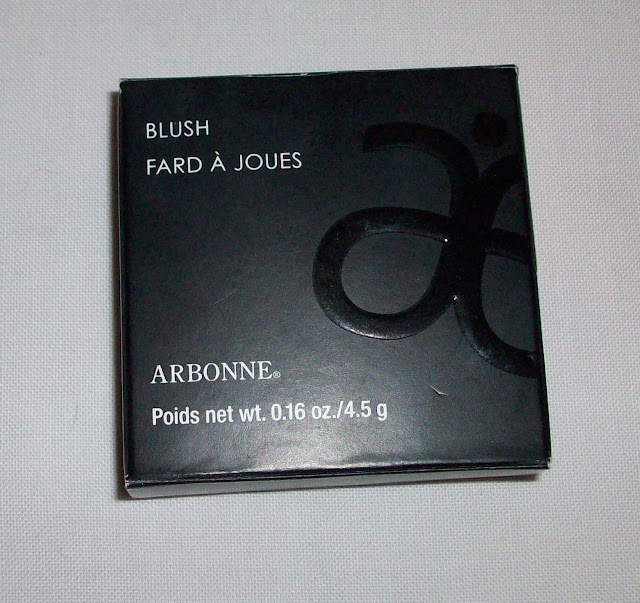 BLUSH
FARD À JOUES
ARBONNE®
Poids net wt. 0.16 oz./4.5 g